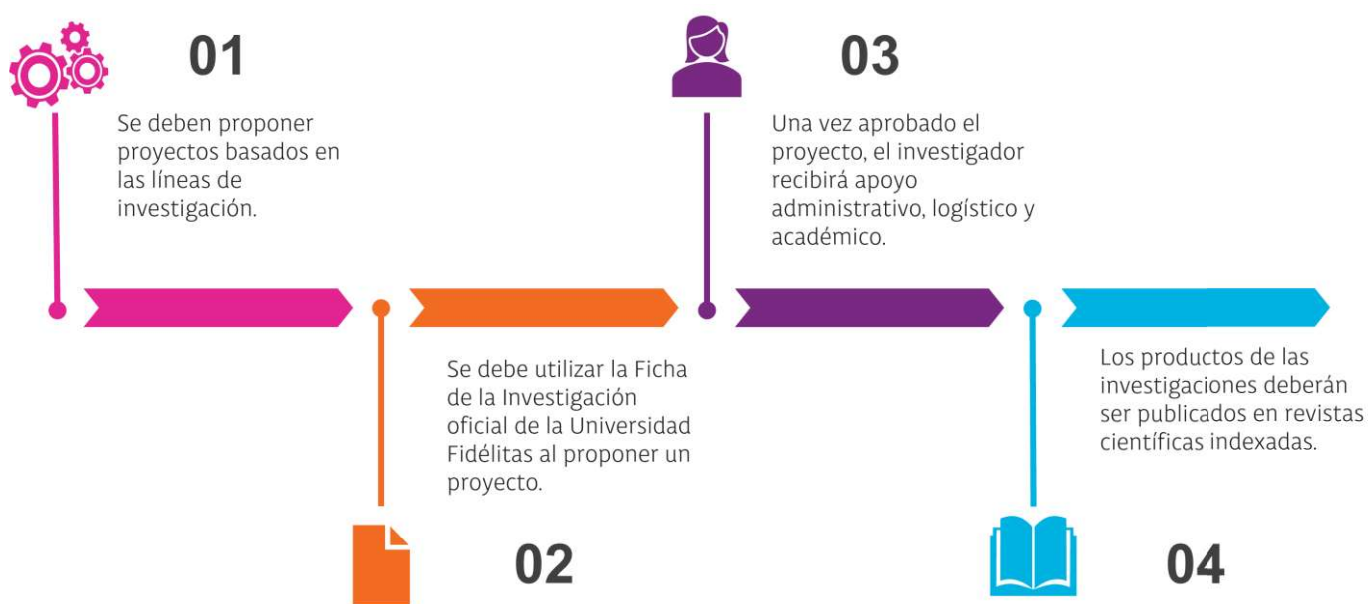 01
Se deben proponer
proyectos basados en
las líneas de
investigación.
02
Se debe utilizar la Ficha
de la Investigación
oficial de la Universidad
Fidélitas al proponer un
proyecto.
03
Una vez aprobado el
proyecto, el investigador
recibirá apoyo
administrativo, logístico y
académico.
04
Los productos de las
investigaciones deberán
ser publicados en revistas
científicas indexadas.